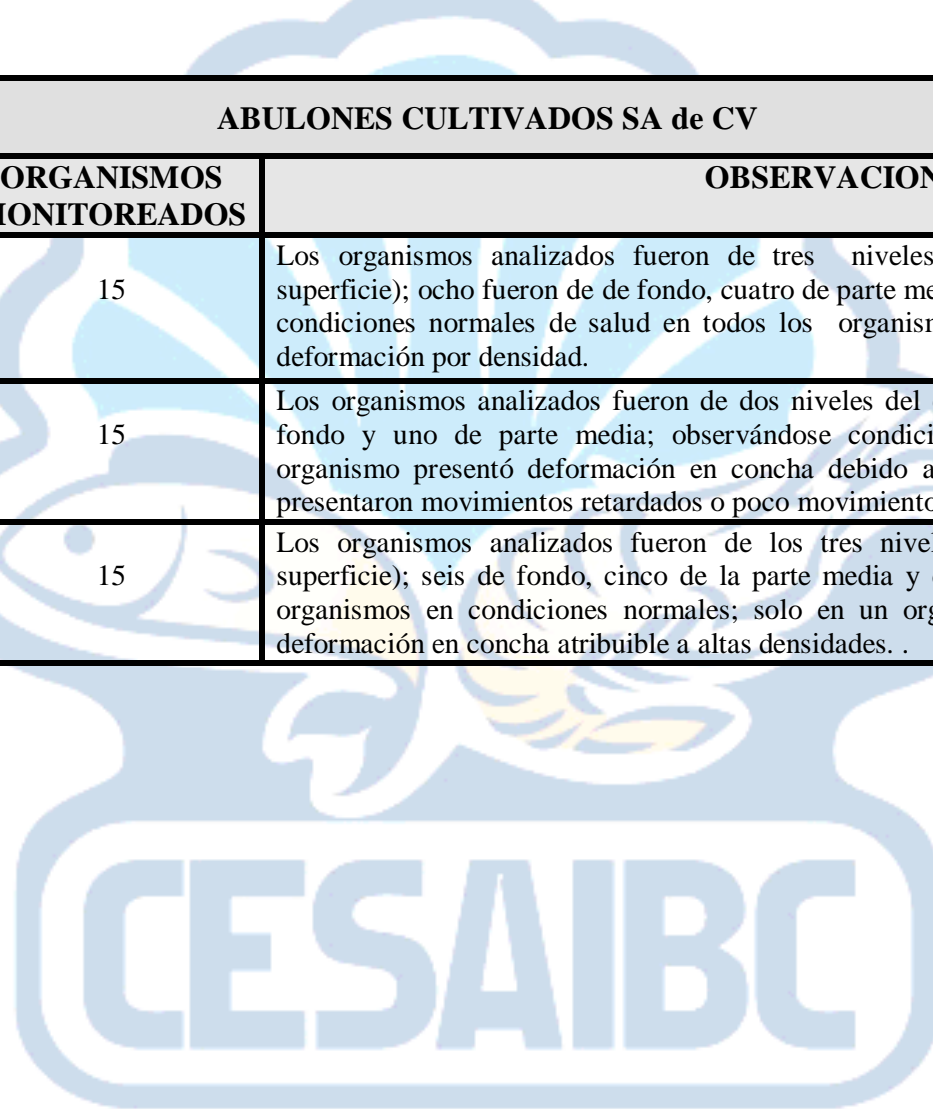 ABULONES CULTIVADOS SA de CV
ORGANISMOS
MONITOREADOS
OBSERVACION
15
Los organismos analizados fueron de tres niveles
superficie); ocho fueron de de fondo, cuatro de parte me
condiciones normales de salud en todos los organism
deformación por densidad.
15
Los organismos analizados fueron de dos niveles del
fondo y uno de parte media; observándose condici
organismo presentó deformación en concha debido a
presentaron movimientos retardados o poco movimiento
15
Los organismos analizados fueron de los tres nivel
superficie); seis de fondo, cinco de la parte media y
organismos en condiciones normales; solo en un org
deformación en concha atribuible a altas densidades. .
CESAIBC